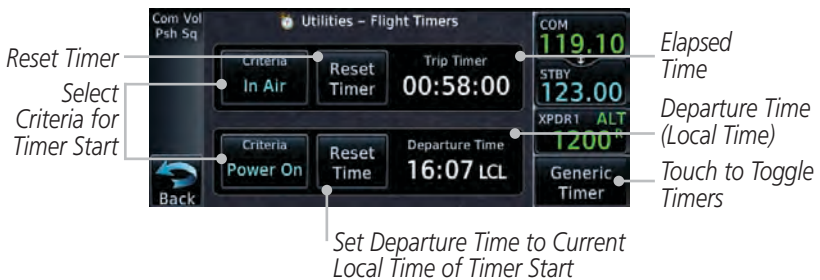 Com Vol
Psh Sq
Utilities – Flight Timers
COM
119.10
STBY
123.00
XPDR1 ALT
1200 R
Generic
Timer
Criteria
In Air
Reset
Timer
Trip Timer
00:58:00
Criteria
Power On
Reset
Time
Departure Time
16:07 LCL
Back
Reset Timer
Select
Criteria for
Timer Start
Elapsed
Time
Departure Time
(Local Time)
Touch to Toggle
Timers
Set Departure Time to Current
Local Time of Timer Start